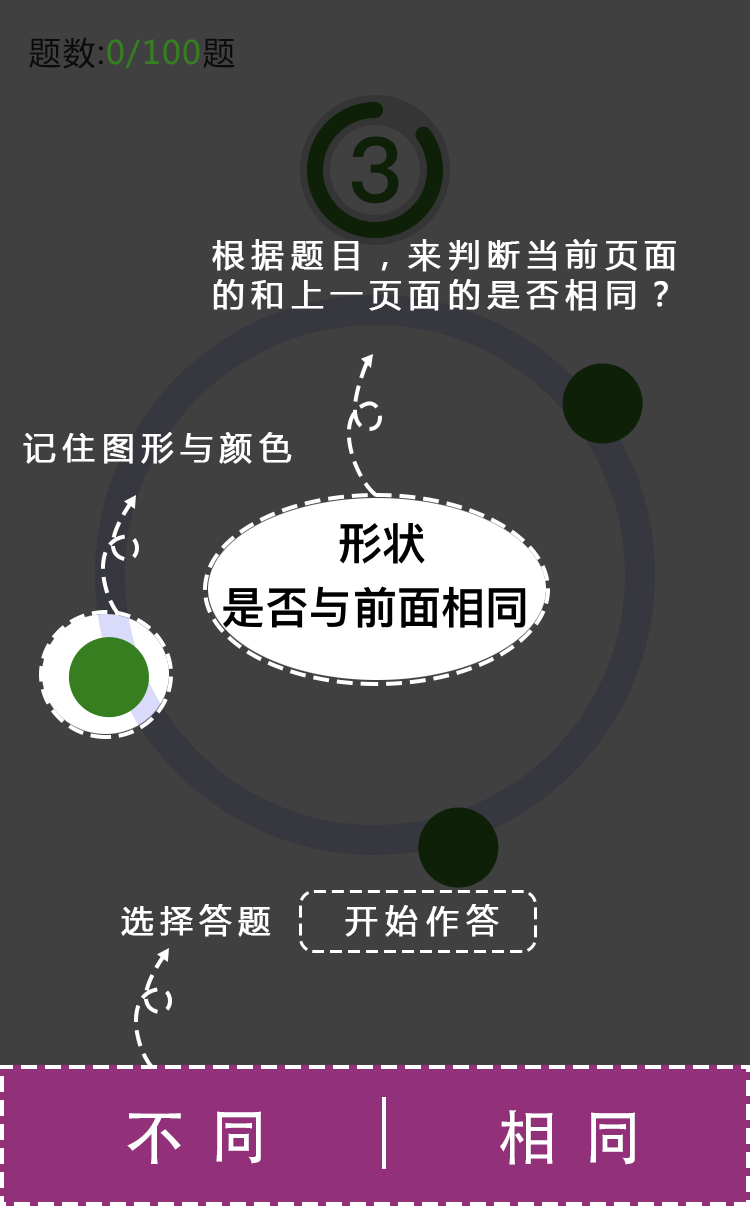 题数:0/100题
3
根据题目，来判断当前页面
的和上一页面的是否相同？
记住图形与颜色
形状
是否与前面相同
选择答题
开始作答
不同
相同